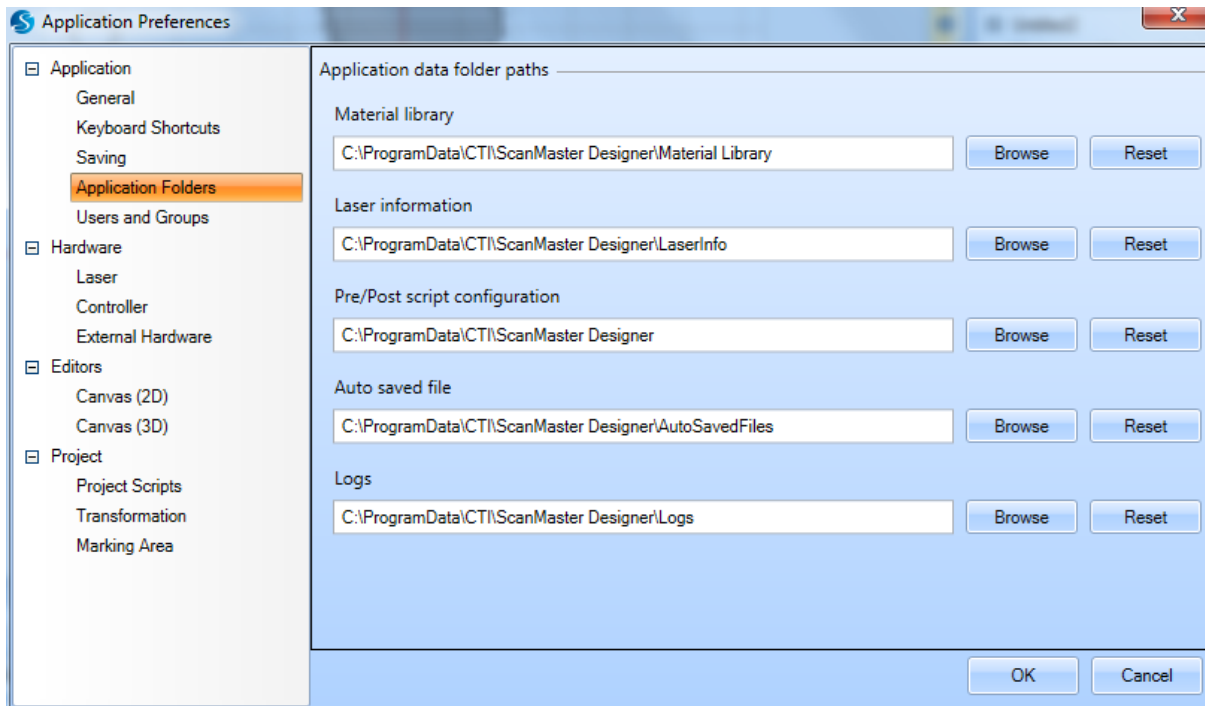 Application Preferences
Application
General
Keyboard Shortcuts
Saving
Application Folders
Users and Groups
Hardware
Laser
Controller
External Hardware
Editors
Canvas (2D)
Canvas (3D)
Project
Project Scripts
Transformation
Marking Area
Application data folder paths
Material library
C:\ProgramData\CTI\ScanMaster Designer\Material Library Browse Reset
Laser information
C:\ProgramData\CTI\ScanMaster Designer\LaserInfo Browse Reset
Pre/Post script configuration
C:\ProgramData\CTI\ScanMaster Designer Browse Reset
Auto saved file
C:\ProgramData\CTI\ScanMaster Designer\AutoSavedFiles Browse Reset
Logs
C:\ProgramData\CTI\ScanMaster Designer\Logs Browse Reset
OK Cancel